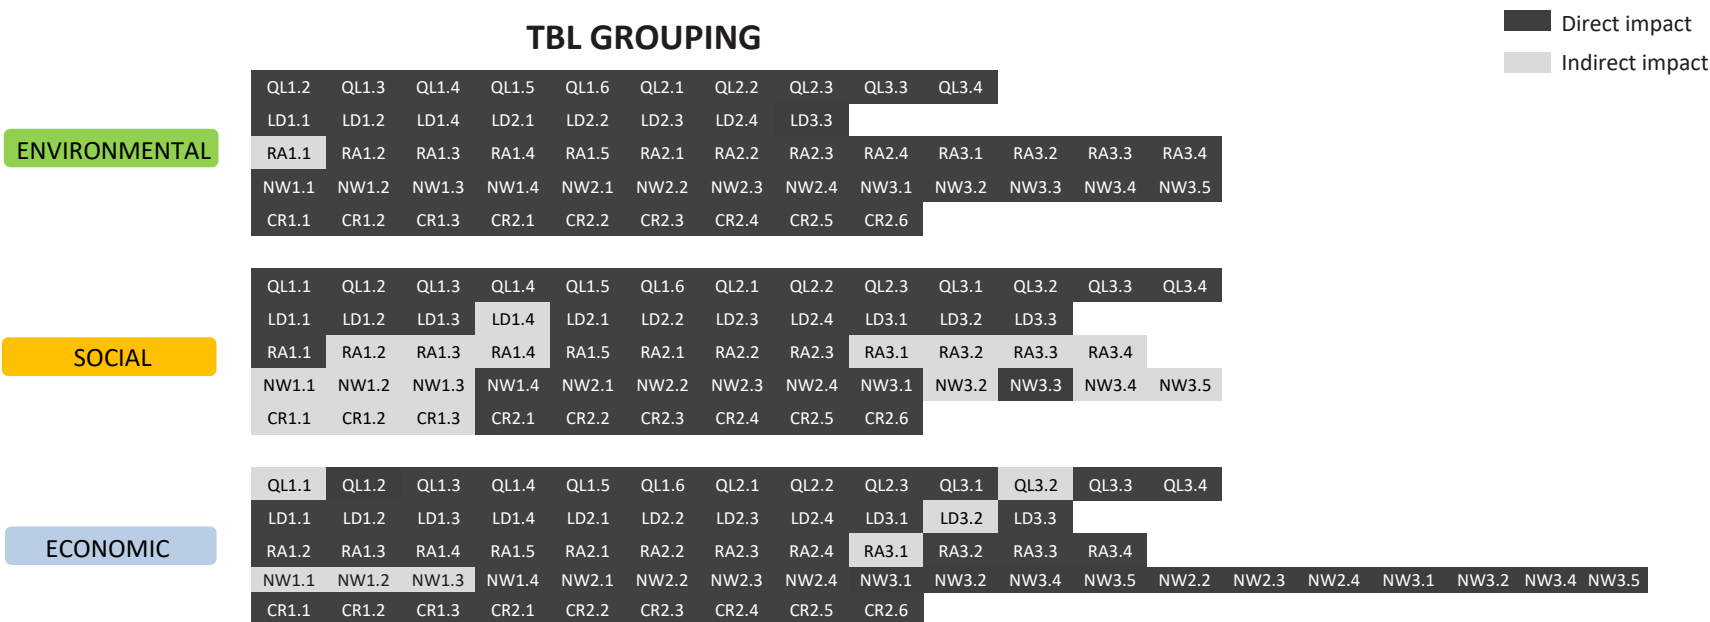 TBL GROUPING
Direct impact
Indirect impact
ENVIRONMENTAL
QL1.2 QL1.3 QL1.4 QL1.5 QL1.6 QL2.1 QL2.2 QL2.3 QL3.3 QL3.4
LD1.1 LD1.2 LD1.4 LD2.1 LD2.2 LD2.3 LD2.4 LD3.3
RA1.1 RA1.2 RA1.3 RA1.4 RA1.5 RA2.1 RA2.2 RA2.3 RA2.4 RA3.1 RA3.2 RA3.3 RA3.4
NW1.1 NW1.2 NW1.3 NW1.4 NW2.1 NW2.2 NW2.3 NW2.4 NW3.1 NW3.2 NW3.3 NW3.4 NW3.5
CR1.1 CR1.2 CR1.3 CR2.1 CR2.2 CR2.3 CR2.4 CR2.5 CR2.6
SOCIAL
QL1.1 QL1.2 QL1.3 QL1.4 QL1.5 QL1.6 QL2.1 QL2.2 QL2.3 QL3.1 QL3.2 QL3.3 QL3.4
LD1.1 LD1.2 LD1.3 LD1.4 LD2.1 LD2.2 LD2.3 LD2.4 LD3.1 LD3.2 LD3.3
RA1.1 RA1.2 RA1.3 RA1.4 RA1.5 RA2.1 RA2.2 RA2.3 RA3.1 RA3.2 RA3.3 RA3.4
NW1.1 NW1.2 NW1.3 NW1.4 NW2.1 NW2.2 NW2.3 NW2.4 NW3.1 NW3.2 NW3.3 NW3.4 NW3.5
CR1.1 CR1.2 CR1.3 CR2.1 CR2.2 CR2.3 CR2.4 CR2.5 CR2.6
ECONOMIC
QL1.1 QL1.2 QL1.3 QL1.4 QL1.5 QL1.6 QL2.1 QL2.2 QL2.3 QL3.1 QL3.2 QL3.3 QL3.4
LD1.1 LD1.2 LD1.3 LD1.4 LD2.1 LD2.2 LD2.3 LD2.4 LD3.1 LD3.2 LD3.3
RA1.2 RA1.3 RA1.4 RA1.5 RA2.1 RA2.2 RA2.3 RA2.4 RA3.1 RA3.2 RA3.3 RA3.4
NW1.1 NW1.2 NW1.3 NW1.4 NW2.1 NW2.2 NW2.3 NW2.4 NW3.1 NW3.2 NW3.4 NW3.5 NW2.2 NW2.3 NW2.4 NW3.1 NW3.2 NW3.4 NW3.5
CR1.1 CR1.2 CR1.3 CR2.1 CR2.2 CR2.3 CR2.4 CR2.5 CR2.6